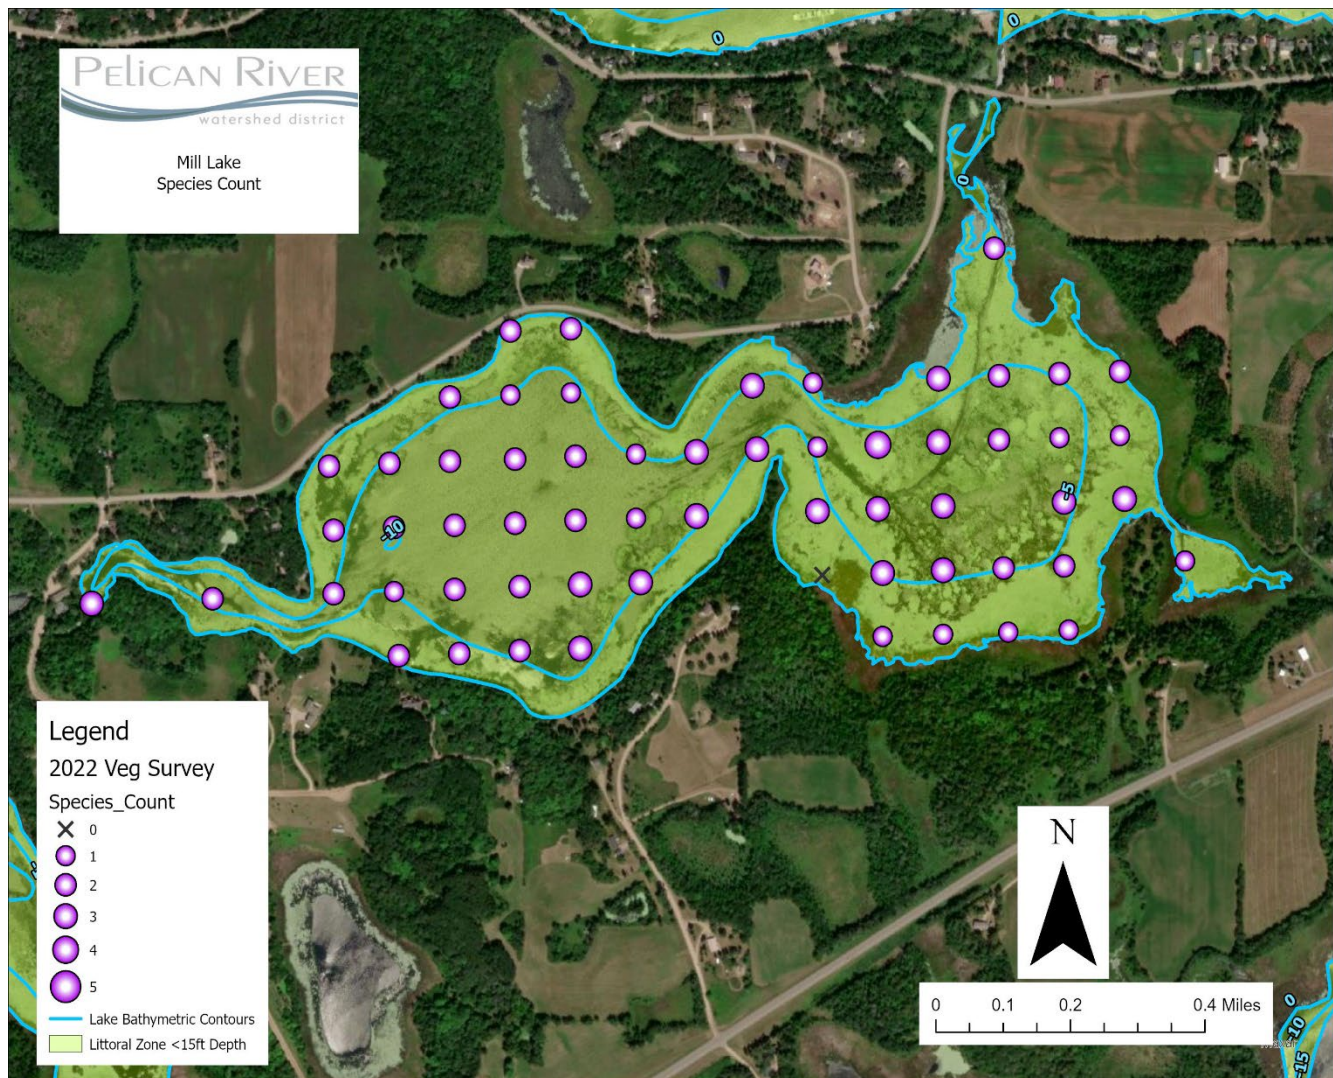 0
0
PELICAN RIVER
watershed district
Mill Lake
Species Count
0
-5
-10
Legend
2022 Veg Survey
Species_Count
0
1
2
3
4
5
Lake Bathymetric Contours
Littoral Zone <15ft Depth
N
0 0.1 0.2 0.4 Miles
0
-10
-15